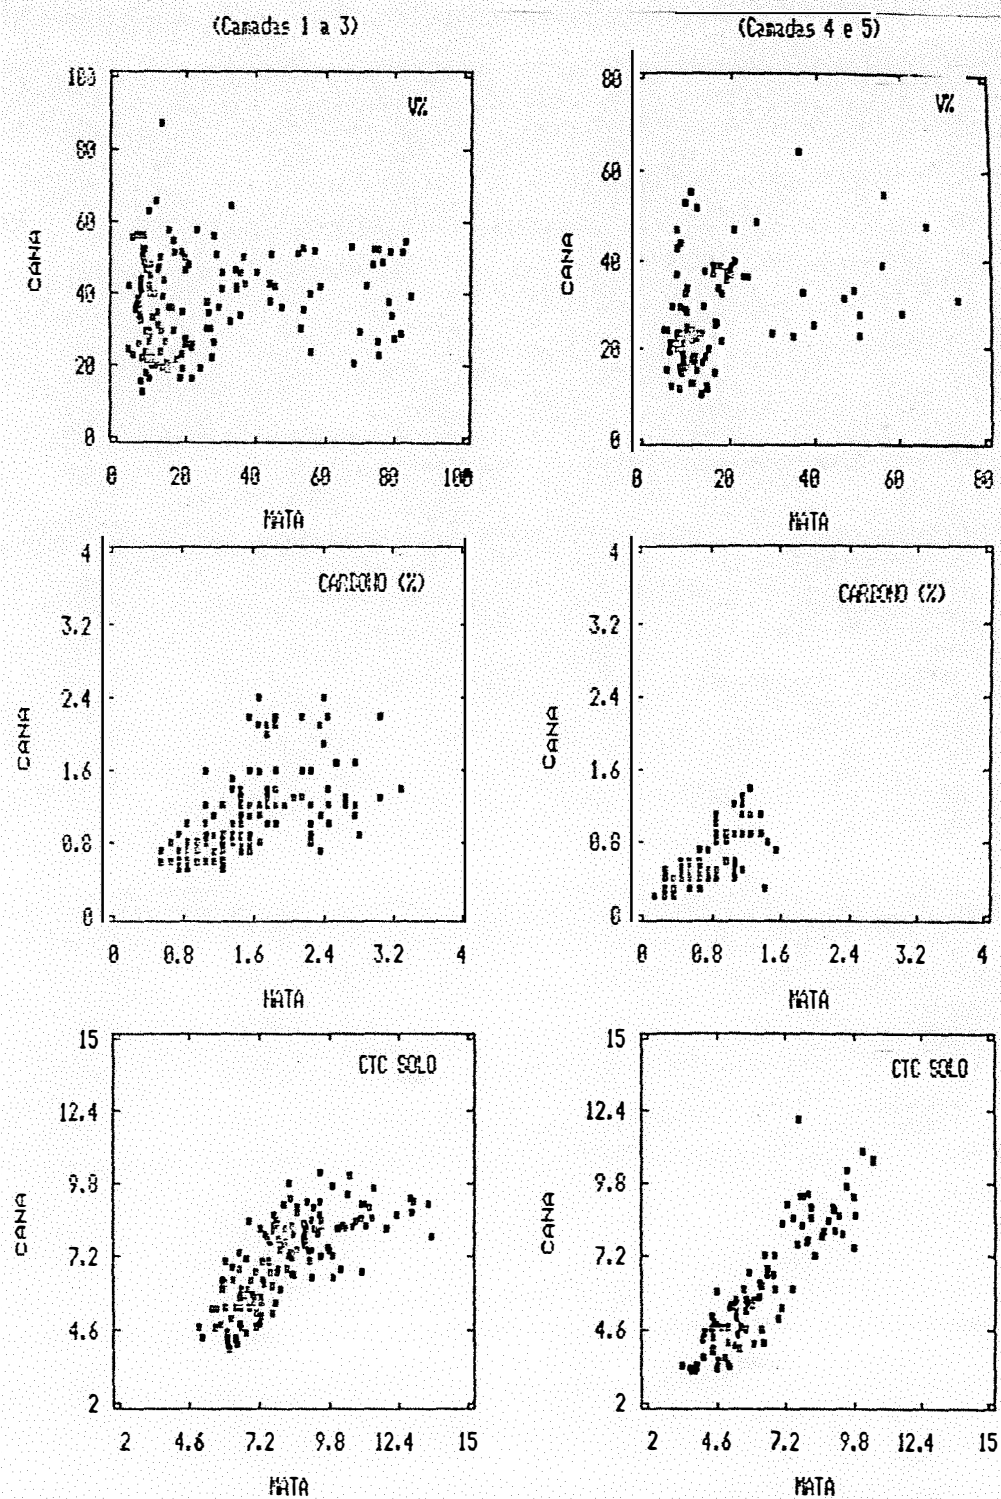 (Camadas 1 a 3)
(Camadas 4 e 5)
V%
CANA
100
80
60
40
20
0
0 20 40 60 80 100
MATA
V%
CANA
80
60
40
20
0
0 20 40 60 80
MATA
CARBONO (%)
CANA
4
3.2
2.4
1.6
0.8
0
0 0.8 1.6 2.4 3.2 4
MATA
CARBONO (%)
CANA
4
3.2
2.4
1.6
0.8
0
0 0.8 1.6 2.4 3.2 4
MATA
CTC SOLO
CANA
15
12.4
9.8
7.2
4.6
2
2 4.6 7.2 9.8 12.4 15
MATA
CTC SOLO
CANA
15
12.4
9.8
7.2
4.6
2
2 4.6 7.2 9.8 12.4 15
MATA